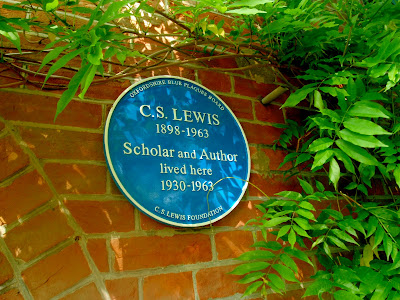 OXFORDSHIRE BLUE PLAQUES BOARD
C.S. LEWIS
1898-1963
Scholar and Author
lived here
1930-1963
C.S. LEWIS FOUNDATION